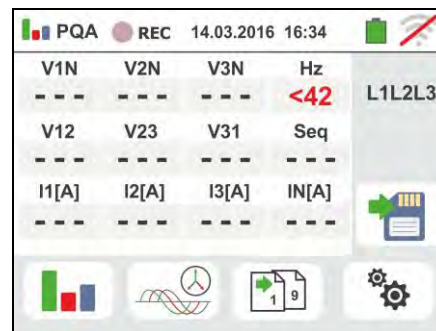 PQA REC 14.03.2016 16:34
V1N V2N V3N Hz
- - - - - - - - - <42
L1L2L3
V12 V23 V31 Seq
- - - - - - - - - - - -
I1[A] I2[A] I3[A] IN[A]
- - - - - - - - - - - -
1 9